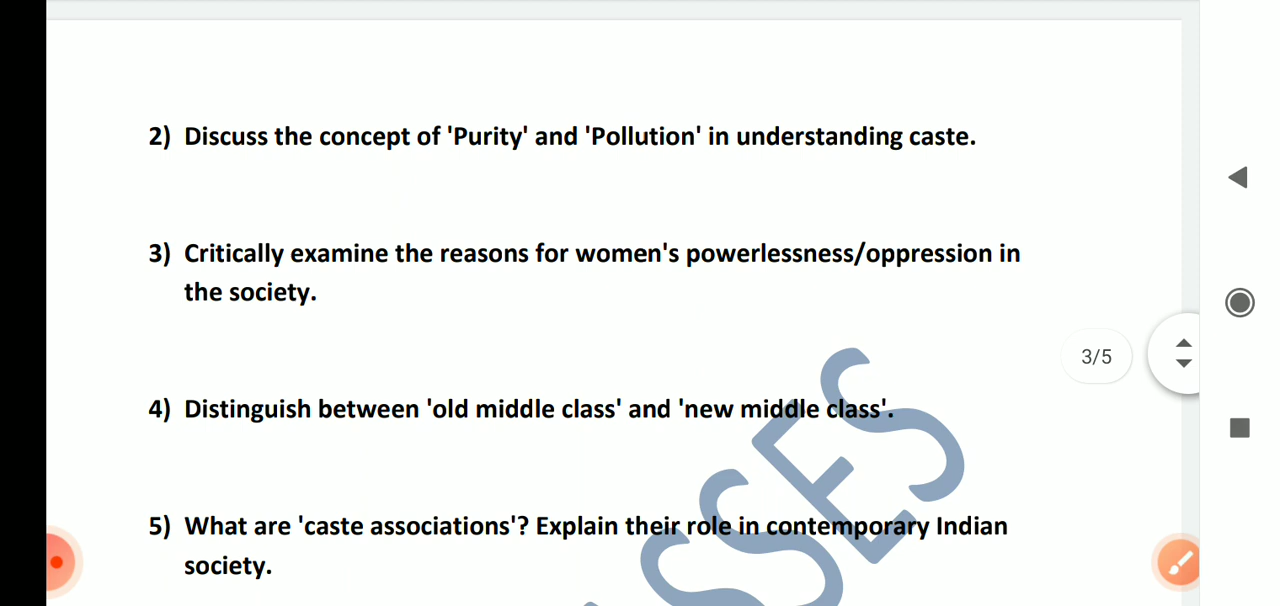 2) Discuss the concept of 'Purity' and 'Pollution' in understanding caste.
3) Critically examine the reasons for women's powerlessness/oppression in
the society.
3/5
4) Distinguish between 'old middle class' and 'new middle class'.
5) What are 'caste associations'? Explain their role in contemporary Indian
society.
SSES